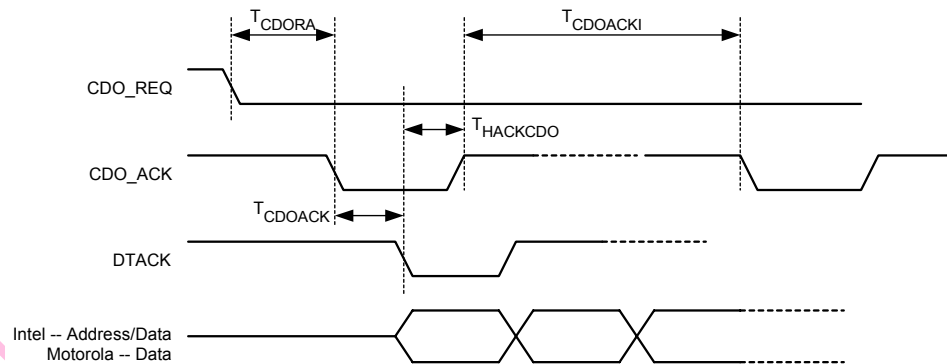 TCDORA
TCDOACKI
CDO_REQ
THACKCDO
CDO_ACK
TCDOACK
DTACK
Intel -- Address/Data
Motorola -- Data